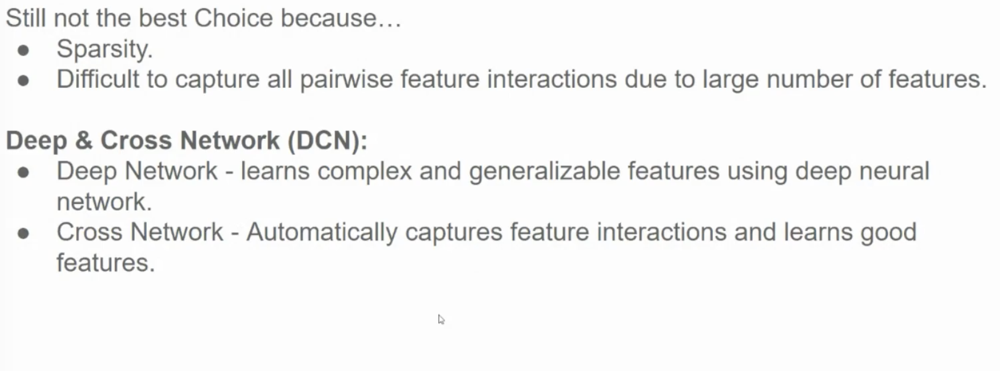 Still not the best Choice because…
● Sparsity.
● Difficult to capture all pairwise feature interactions due to large number of features.
Deep & Cross Network (DCN):
● Deep Network - learns complex and generalizable features using deep neural
network.
● Cross Network - Automatically captures feature interactions and learns good
features.